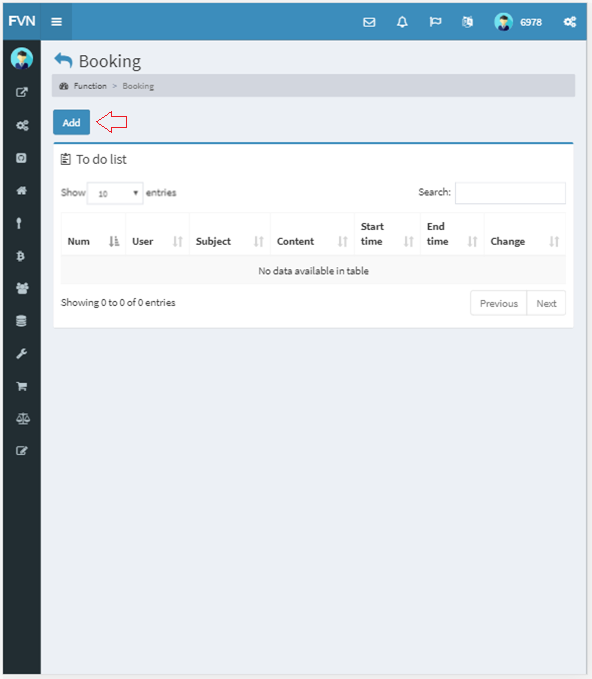 FVN
6978
Booking
Function > Booking
Add
To do list
Show 10 entries
Search:
Num User Subject Content Start time End time Change
No data available in table
Showing 0 to 0 of 0 entries
Previous Next